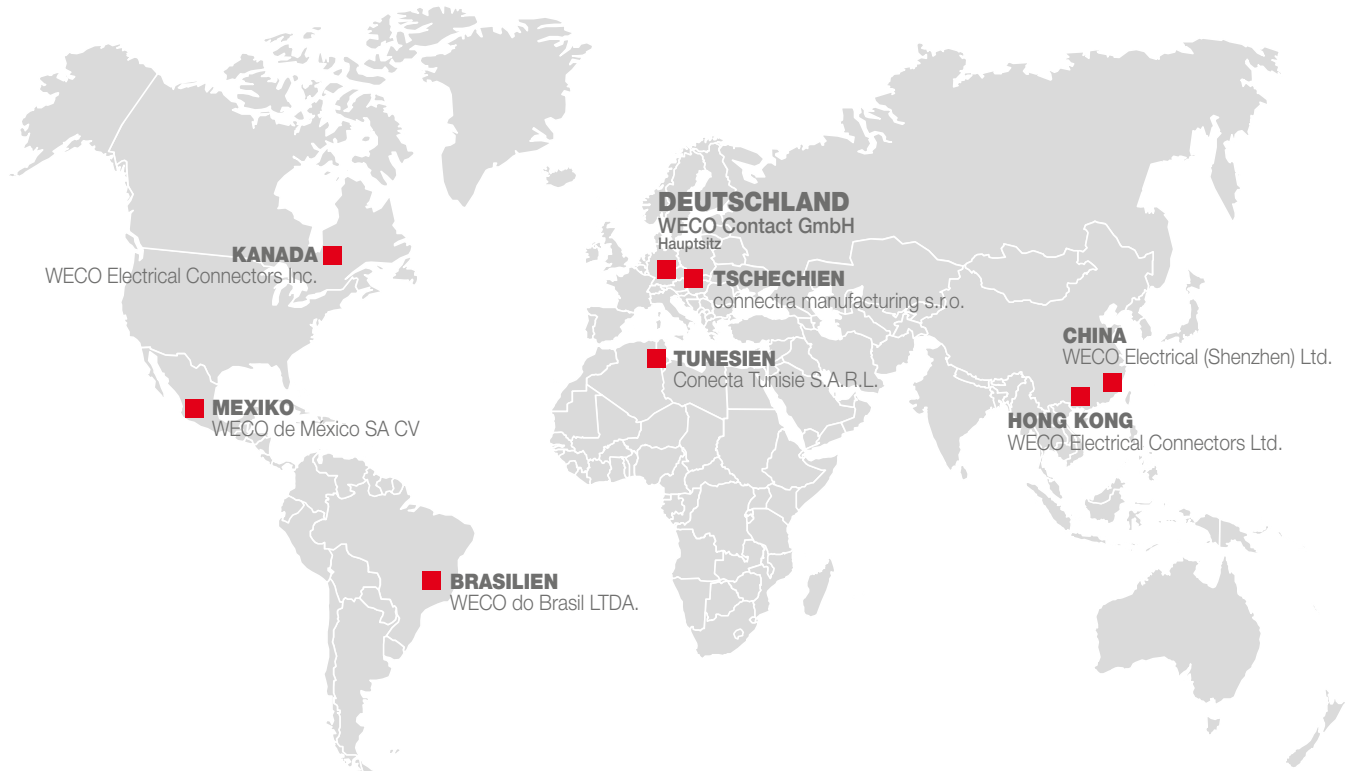 DEUTSCHLAND
WECO Contact GmbH
Hauptsitz
KANADA
WECO Electrical Connectors Inc.
TSCHECHIEN
connectra manufacturing s.r.o.
CHINA
WECO Electrical (Shenzhen) Ltd.
TUNESIEN
Conecta Tunisie S.A.R.L.
MEXIKO
WECO de México SA CV
HONG KONG
WECO Electrical Connectors Ltd.
BRASILIEN
WECO do Brasil LTDA.